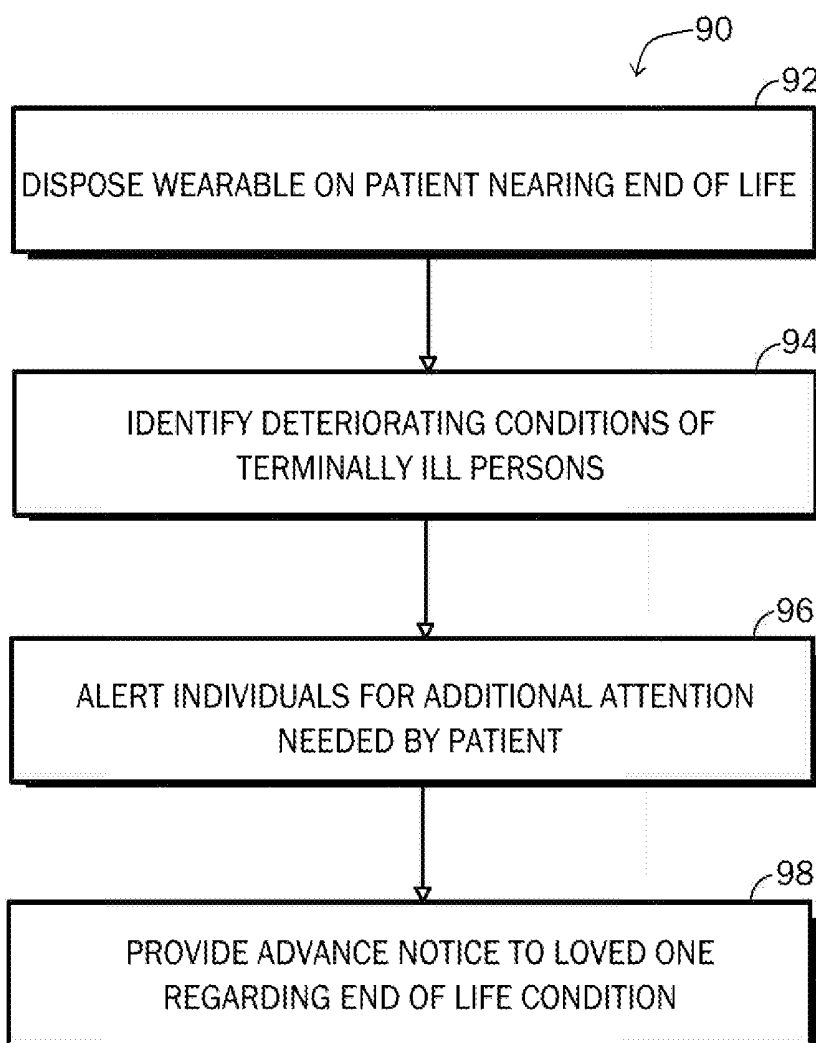 90
92
DISPOSE WEARABLE ON PATIENT NEARING END OF LIFE
94
IDENTIFY DETERIORATING CONDITIONS OF
TERMINALLY ILL PERSONS
96
ALERT INDIVIDUALS FOR ADDITIONAL ATTENTION
NEEDED BY PATIENT
98
PROVIDE ADVANCE NOTICE TO LOVED ONE
REGARDING END OF LIFE CONDITION